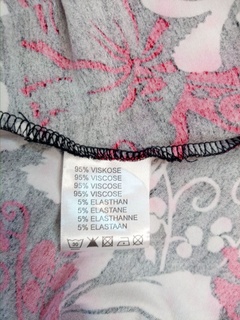 95% VISKOSE
95% VISCOSE
95% VISCOSE
95% VISCOSE
5% ELASTHAN
5% ELASTANE
5% ELASTHANNE
5% ELASTAAN